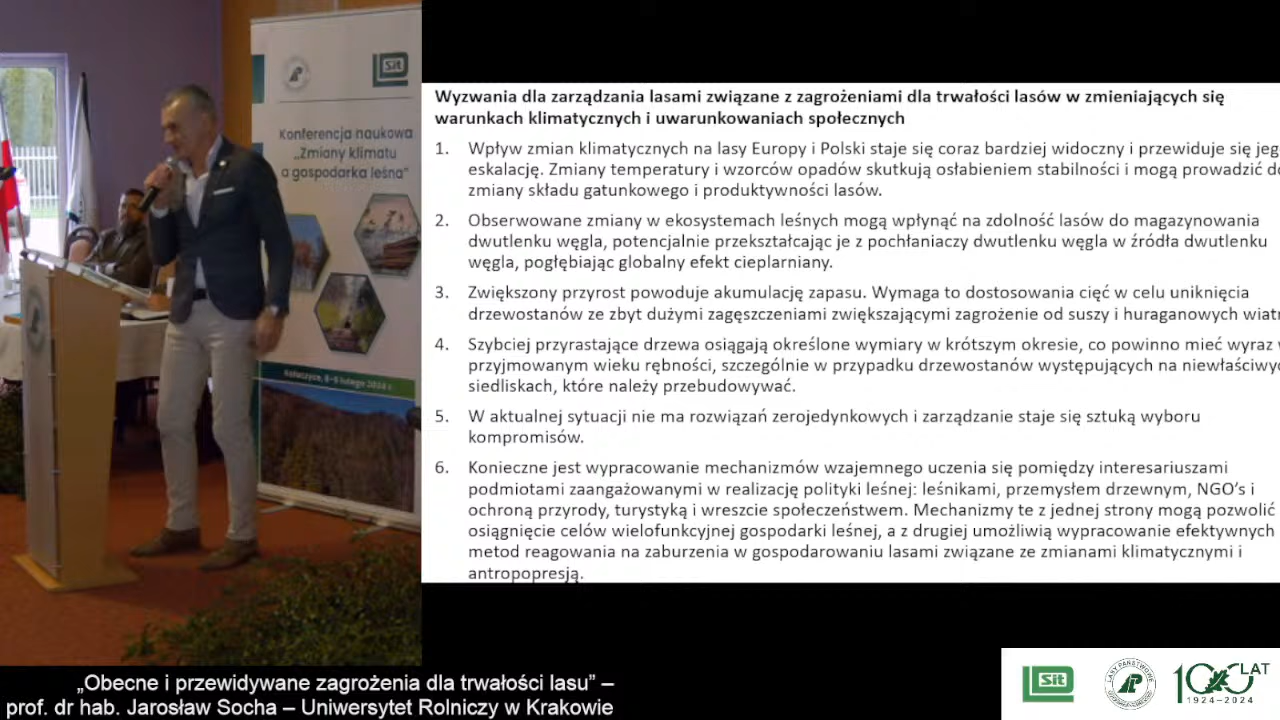 Sit
Konferencja naukowa
„Zmiany klimatu
a gospodarka leśna”
Wyzwania dla zarządzania lasami związane z zagrożeniami dla trwałości lasów w zmieniających się
warunkach klimatycznych i uwarunkowaniach społecznych
1. Wpływ zmian klimatycznych na lasy Europy i Polski staje się coraz bardziej widoczny i przewiduje się jeg
eskalację. Zmiany temperatury i wzorców opadów skutkują osłabieniem stabilności i mogą prowadzić do
zmiany składu gatunkowego i produktywności lasów.
2. Obserwowane zmiany w ekosystemach leśnych mogą wpłynąć na zdolność lasów do magazynowania
dwutlenku węgla, potencjalnie przekształcając je z pochłaniaczy dwutlenku węgla w źródła dwutlenku
węgla, pogłębiając globalny efekt cieplarniany.
3. Zwiększony przyrost powoduje akumulację zapasu. Wymaga to dostosowania cięć w celu uniknięcia
drzewostanów ze zbyt dużymi zagęszczeniami zwiększającymi zagrożenie od suszy i huraganowych wiatr
4. Szybciej przyrastające drzewa osiągają określone wymiary w krótszym okresie, co powinno mieć wyraz w
przyjmowanym wieku rębności, szczególnie w przypadku drzewostanów występujących na niewłaściwyc
siedliskach, które należy przebudowywać.
5. W aktualnej sytuacji nie ma rozwiązań zerojedynkowych i zarządzanie staje się sztuką wyboru
kompromisów.
6. Konieczne jest wypracowanie mechanizmów wzajemnego uczenia się pomiędzy interesariuszami
podmiotami zaangażowanymi w realizację polityki leśnej: leśnikami, przemysłem drzewnym, NGO’s i
ochroną przyrody, turystyką i wreszcie społeczeństwem. Mechanizmy te z jednej strony mogą pozwolić
osiągnięcie celów wielofunkcyjnej gospodarki leśnej, a z drugiej umożliwią wypracowanie efektywnych
metod reagowania na zaburzenia w gospodarowaniu lasami związane ze zmianami klimatycznymi i
antropopresją.
„Obecne i przewidywane zagrożenia dla trwałości lasu” –
prof. dr hab. Jarosław Socha – Uniwersytet Rolniczy w Krakowie
Sit
LASY PAŃSTWOWE
100 LAT
1924–2024